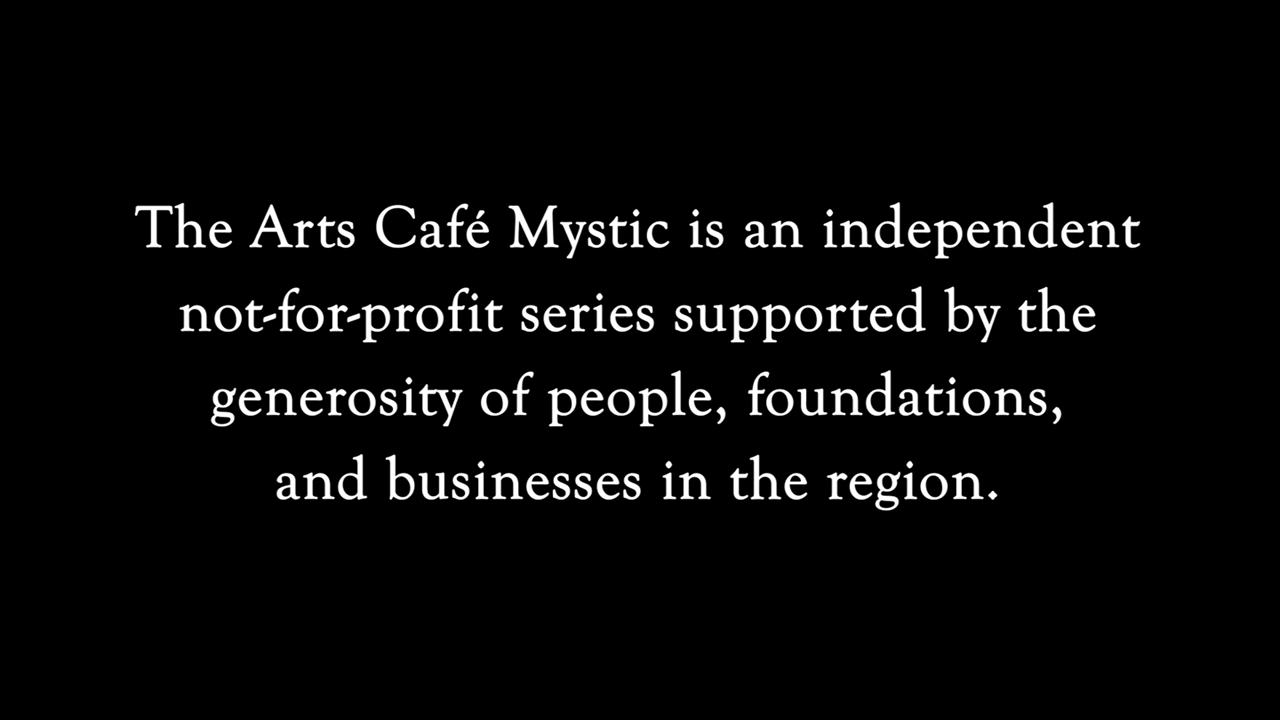 The Arts Café Mystic is an independent
not-for-profit series supported by the
generosity of people, foundations,
and businesses in the region.